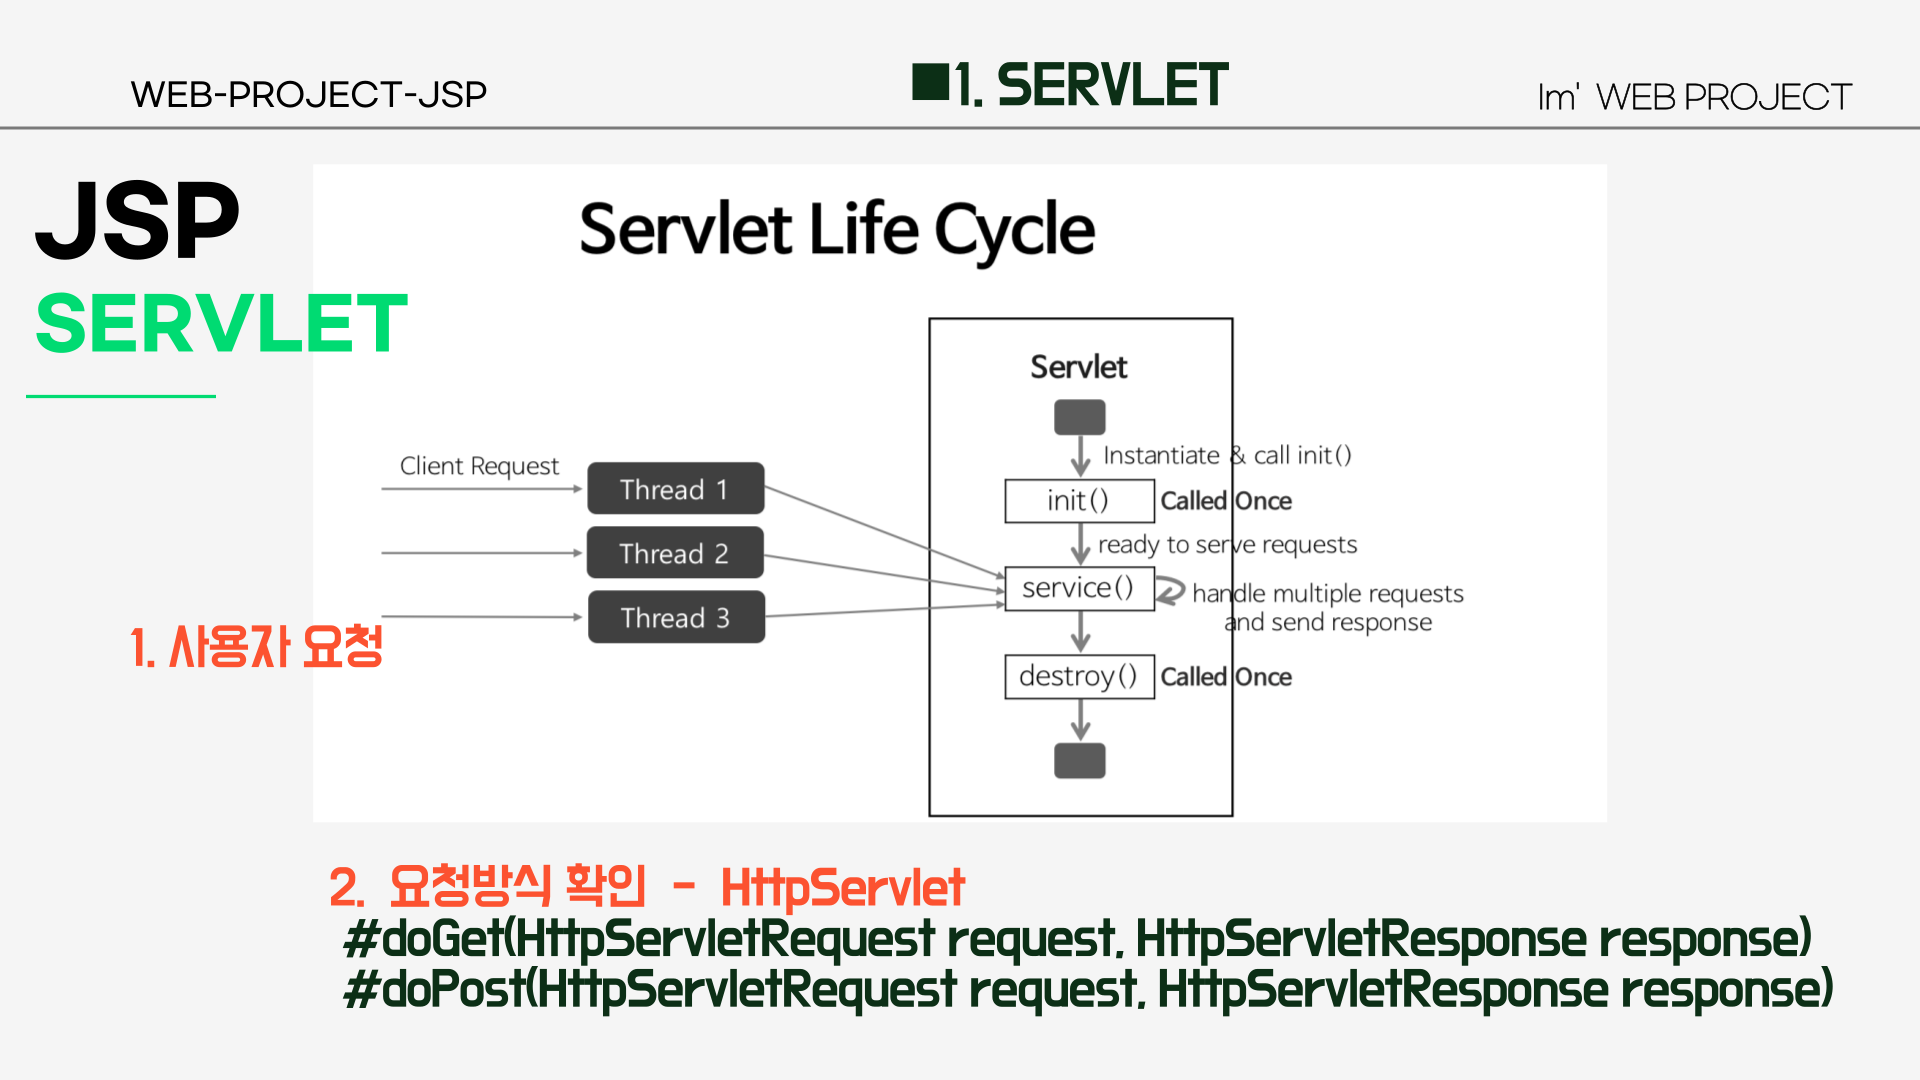 WEB-PROJECT-JSP
■1. SERVLET
Im' WEB PROJECT
JSP
SERVLET
Servlet Life Cycle
Servlet
Instantiate & call init()
init()
Called Once
ready to serve requests
service()
handle multiple requests
and send response
destroy()
Called Once
Client Request
Thread 1
Thread 2
Thread 3
1. 사용자 요청
2. 요청방식 확인 - HttpServlet
#doGet(HttpServletRequest request, HttpServletResponse response)
#doPost(HttpServletRequest request, HttpServletResponse response)